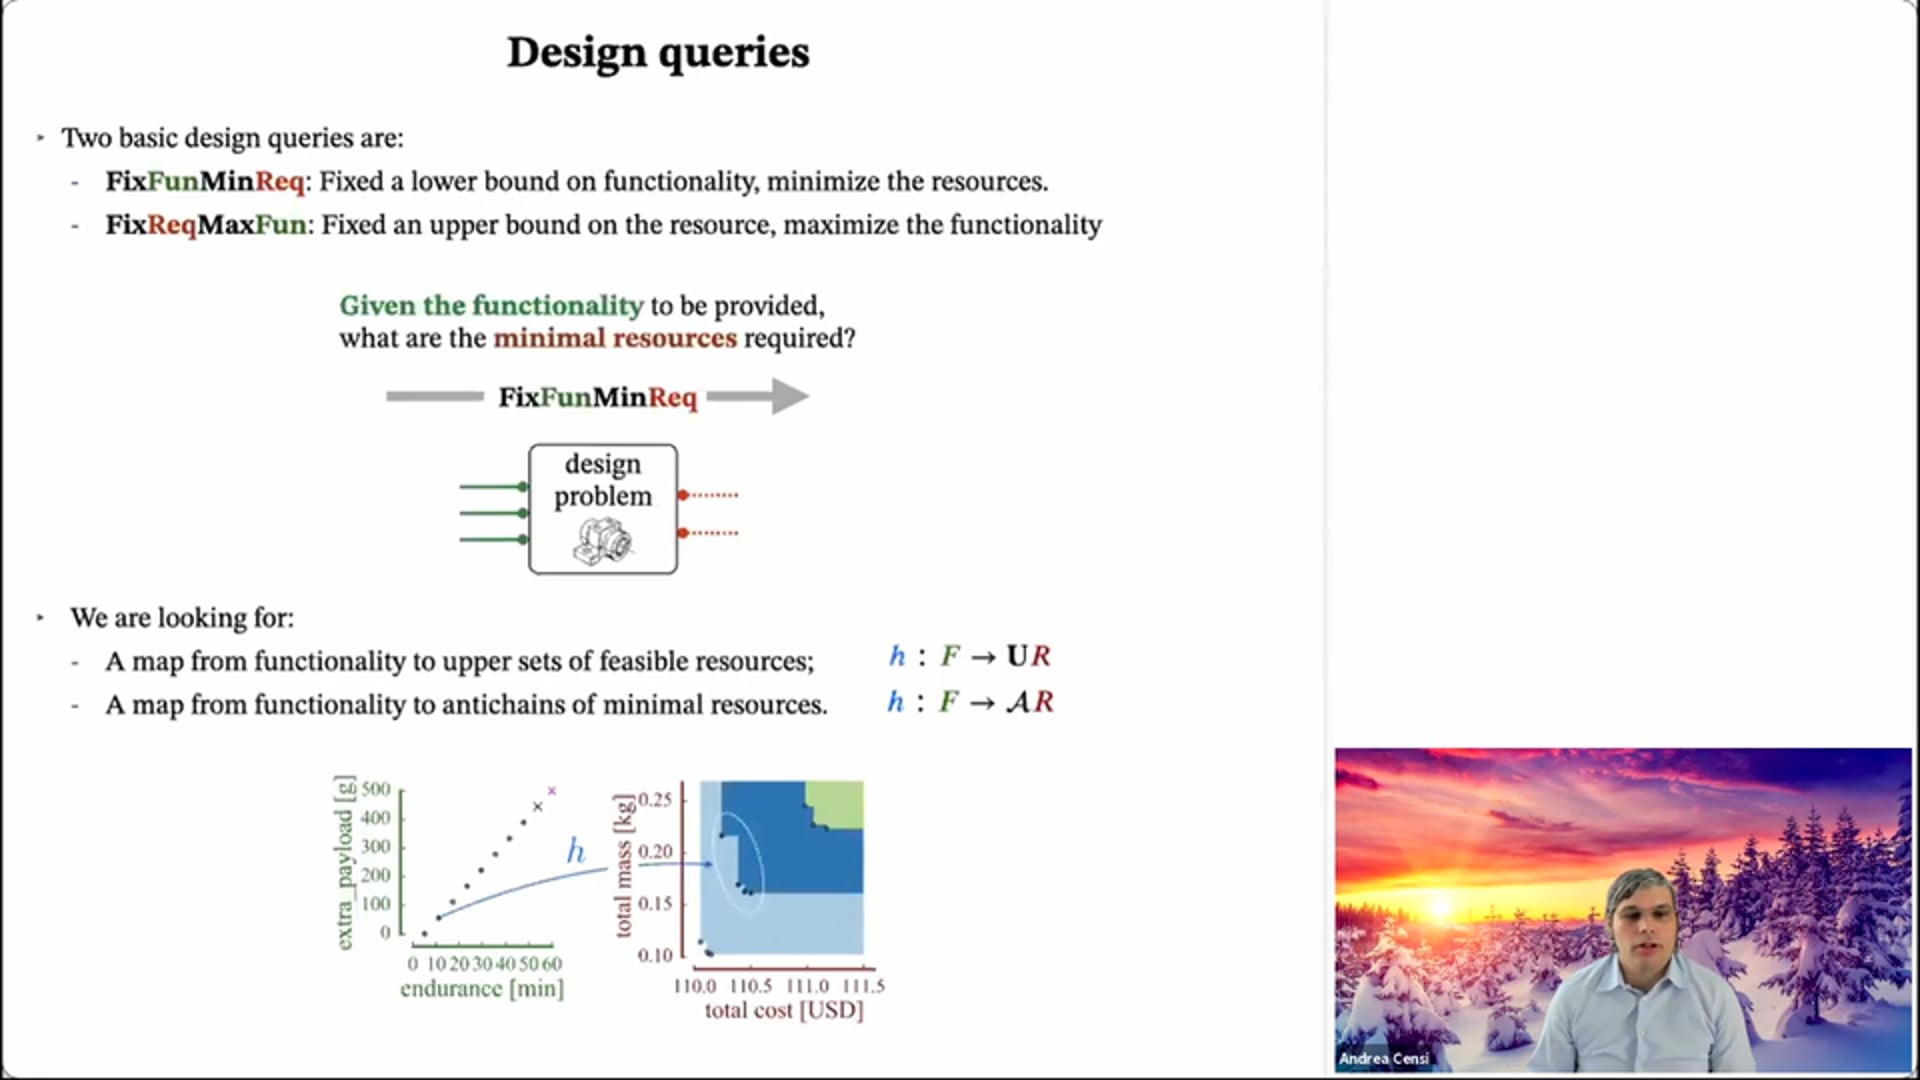 Design queries
‣ Two basic design queries are:
- FixFunMinReq: Fixed a lower bound on functionality, minimize the resources.
- FixReqMaxFun: Fixed an upper bound on the resource, maximize the functionality
Given the functionality to be provided,
what are the minimal resources required?
FixFunMinReq
design
problem
‣ We are looking for:
- A map from functionality to upper sets of feasible resources; h : F → UR
- A map from functionality to antichains of minimal resources. h : F → 𝒜R
extra_payload [g]
500
400
300
200
100
0
0 10 20 30 40 50 60
endurance [min]
h
total mass [kg]
0.25
0.20
0.15
0.10
110.0 110.5 111.0 111.5
total cost [USD]
Andrea Censi